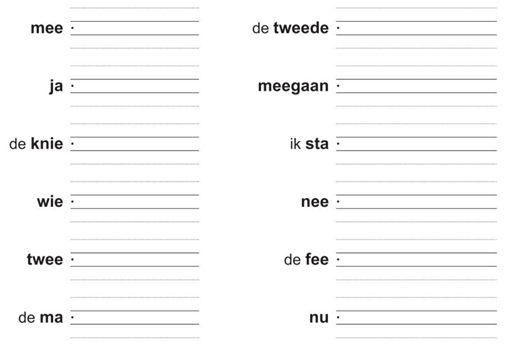 mee
ja
de knie
wie
twee
de ma
de tweede
meegaan
ik sta
nee
de fee
nu